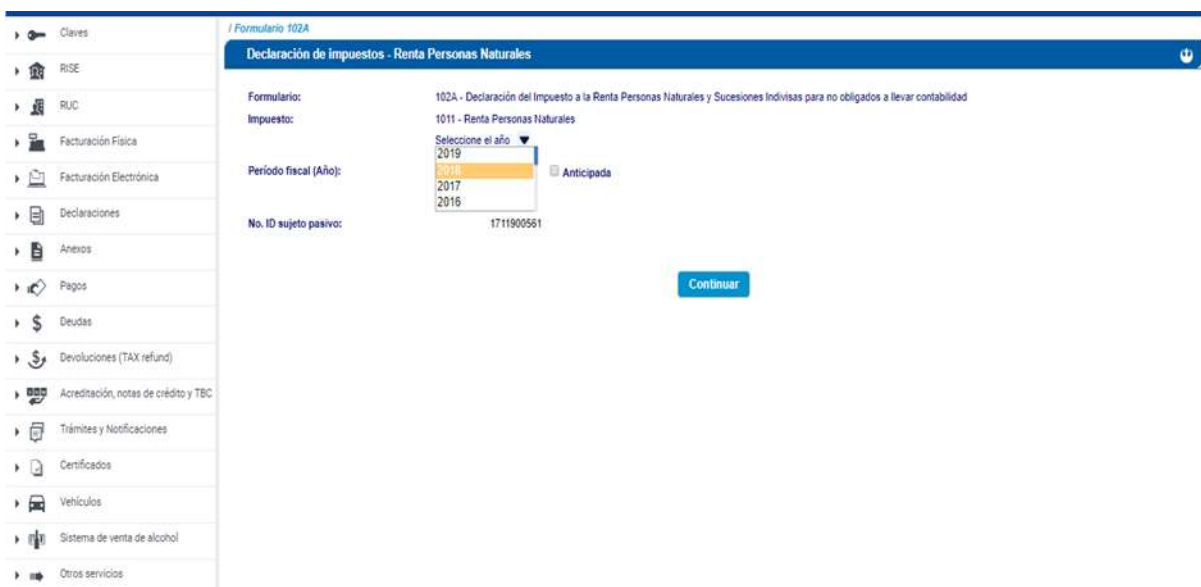 Claves
RISE
RUC
Facturación Física
Facturación Electrónica
Declaraciones
Anexos
Pagos
Deudas
Devoluciones (TAX refund)
Acreditación, notas de crédito y TBC
Trámites y Notificaciones
Certificados
Vehículos
Sistema de venta de alcohol
Otros servicios
/ Formulario 102A
Declaración de impuestos - Renta Personas Naturales
Formulario: 102A - Declaración del Impuesto a la Renta Personas Naturales y Sucesiones Indivisas para no obligados a llevar contabilidad
Impuesto: 1011 - Renta Personas Naturales
Seleccione el año
2019
Período fiscal (Año): 2018 Anticipada
2017
2016
No. ID sujeto pasivo: 1711900561
Continuar